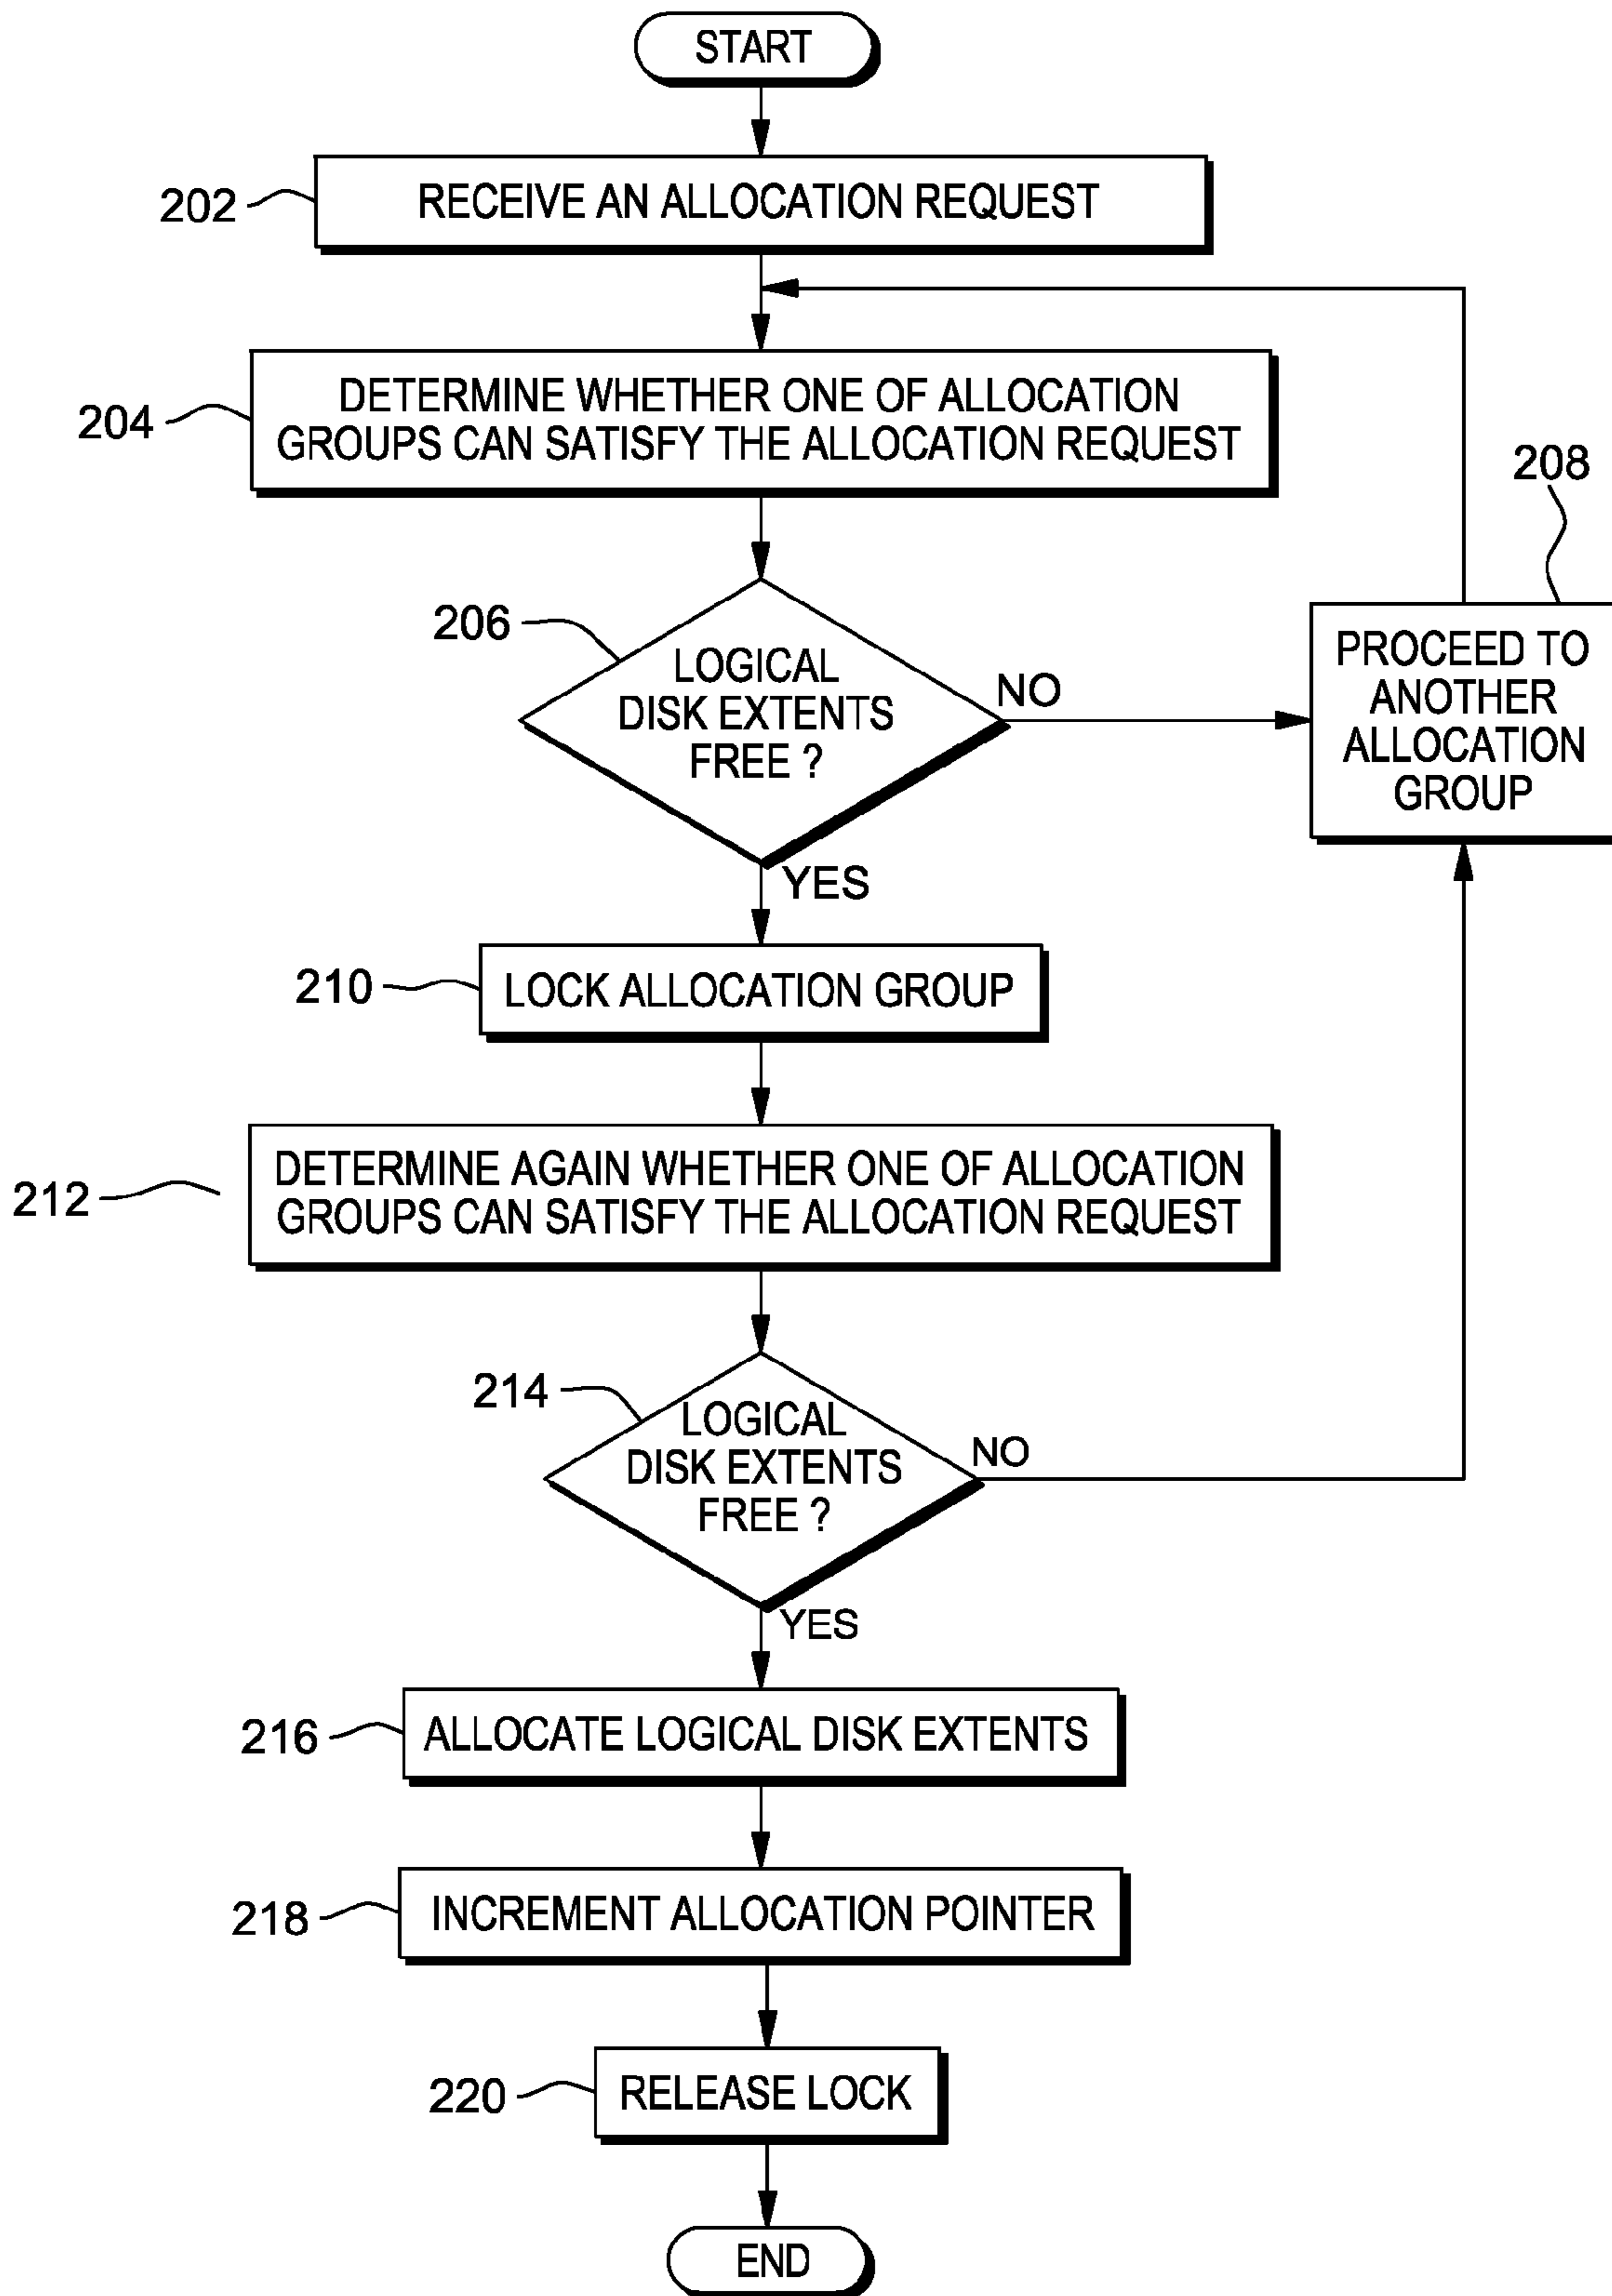 START
202
RECEIVE AN ALLOCATION REQUEST
204
DETERMINE WHETHER ONE OF ALLOCATION
GROUPS CAN SATISFY THE ALLOCATION REQUEST
206
LOGICAL
DISK EXTENTS
FREE ?
NO
YES
208
PROCEED TO
ANOTHER
ALLOCATION
GROUP
210
LOCK ALLOCATION GROUP
212
DETERMINE AGAIN WHETHER ONE OF ALLOCATION
GROUPS CAN SATISFY THE ALLOCATION REQUEST
214
LOGICAL
DISK EXTENTS
FREE ?
NO
YES
216
ALLOCATE LOGICAL DISK EXTENTS
218
INCREMENT ALLOCATION POINTER
220
RELEASE LOCK
END